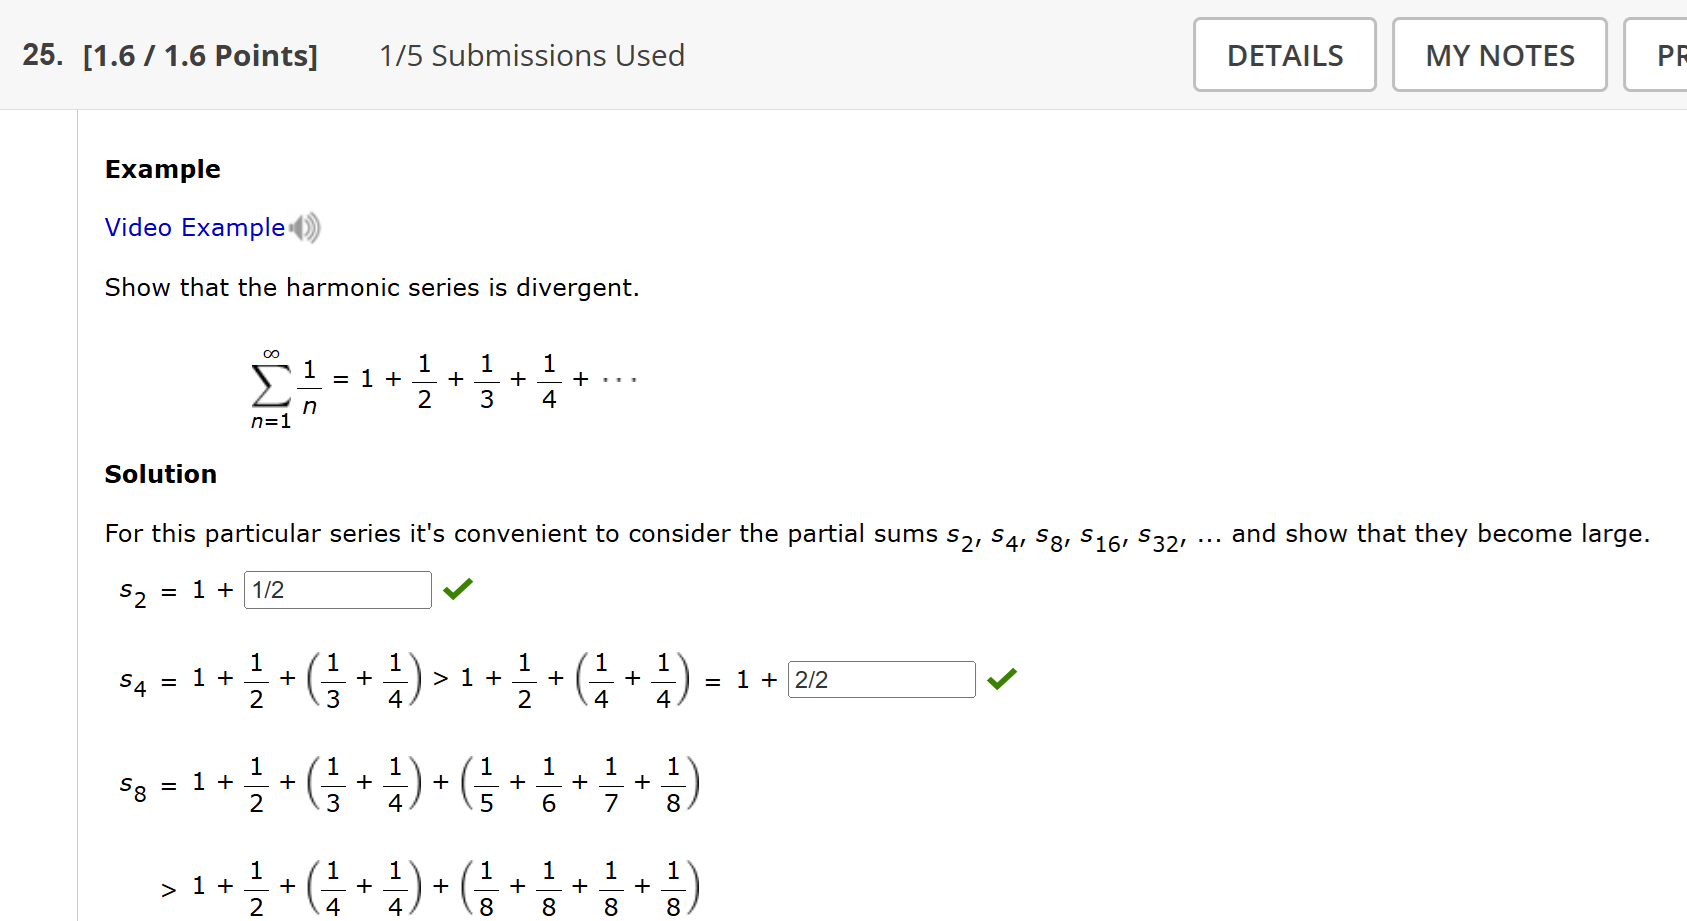 25. [1.6 / 1.6 Points] 1/5 Submissions Used DETAILS MY NOTES PR
Example
Video Example
Show that the harmonic series is divergent.
∞ ∑ n=1 1/n = 1 + 1/2 + 1/3 + 1/4 + ···
Solution
For this particular series it's convenient to consider the partial sums s₂, s₄, s₈, s₁₆, s₃₂, ... and show that they become large.
s₂ = 1 + 1/2
s₄ = 1 + 1/2 + (1/3 + 1/4) > 1 + 1/2 + (1/4 + 1/4) = 1 + 2/2
s₈ = 1 + 1/2 + (1/3 + 1/4) + (1/5 + 1/6 + 1/7 + 1/8)
> 1 + 1/2 + (1/4 + 1/4) + (1/8 + 1/8 + 1/8 + 1/8)